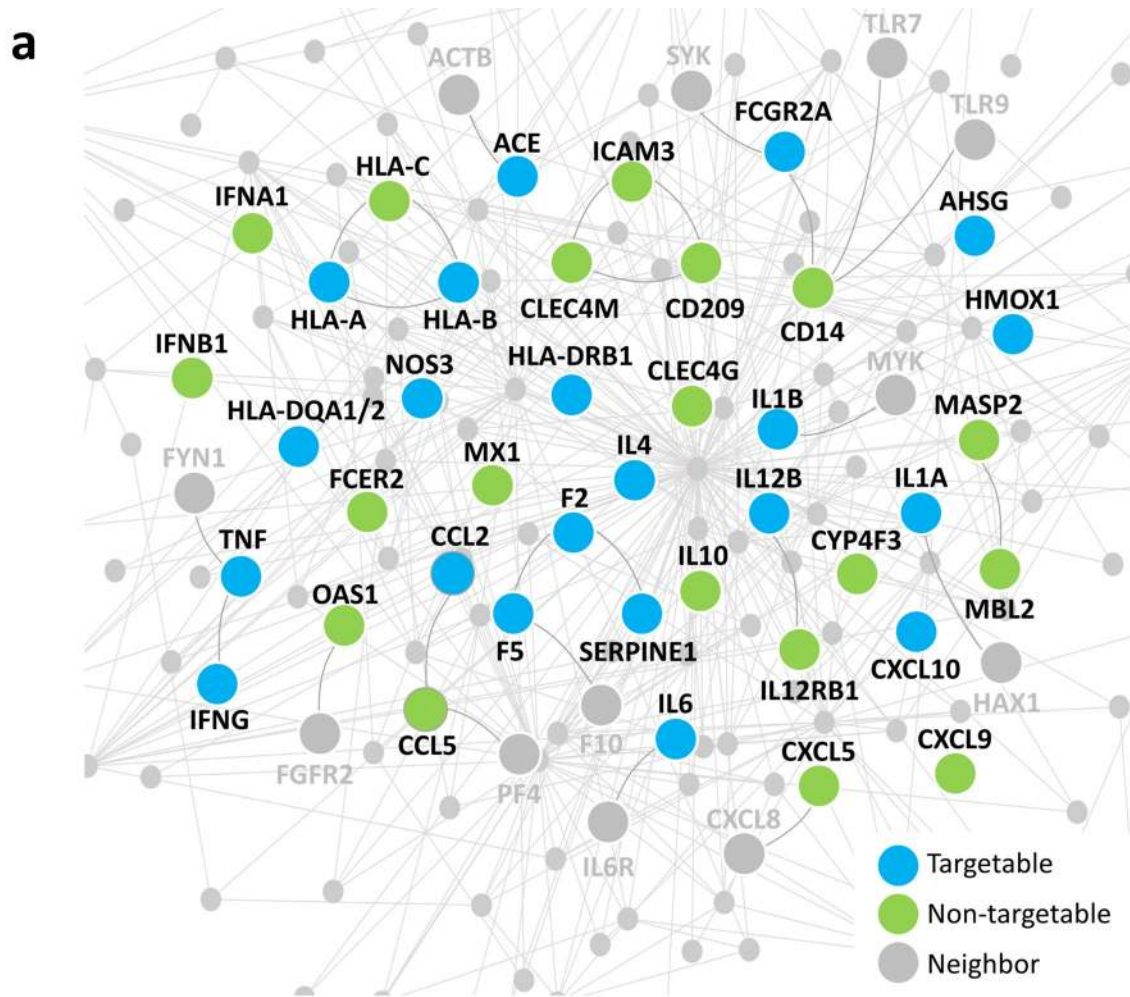 a
TLR7
ACTB
SYK
TLR9
FCGR2A
ACE
ICAM3
HLA-C
IFNA1
AHSG
HLA-A
HLA-B
CLEC4M
CD209
CD14
HMOX1
IFNB1
NOS3
HLA-DRB1
CLEC4G
MYK
IL1B
HLA-DQA1/2
MASP2
FYN1
MX1
IL4
FCER2
IL12B
IL1A
F2
TNF
CCL2
IL10
CYP4F3
OAS1
MBL2
F5
SERPINE1
CXCL10
IL12RB1
IFNG
HAX1
IL6
CCL5
F10
CXCL5
CXCL9
FGFR2
PF4
CXCL8
IL6R
Targetable
Non-targetable
Neighbor